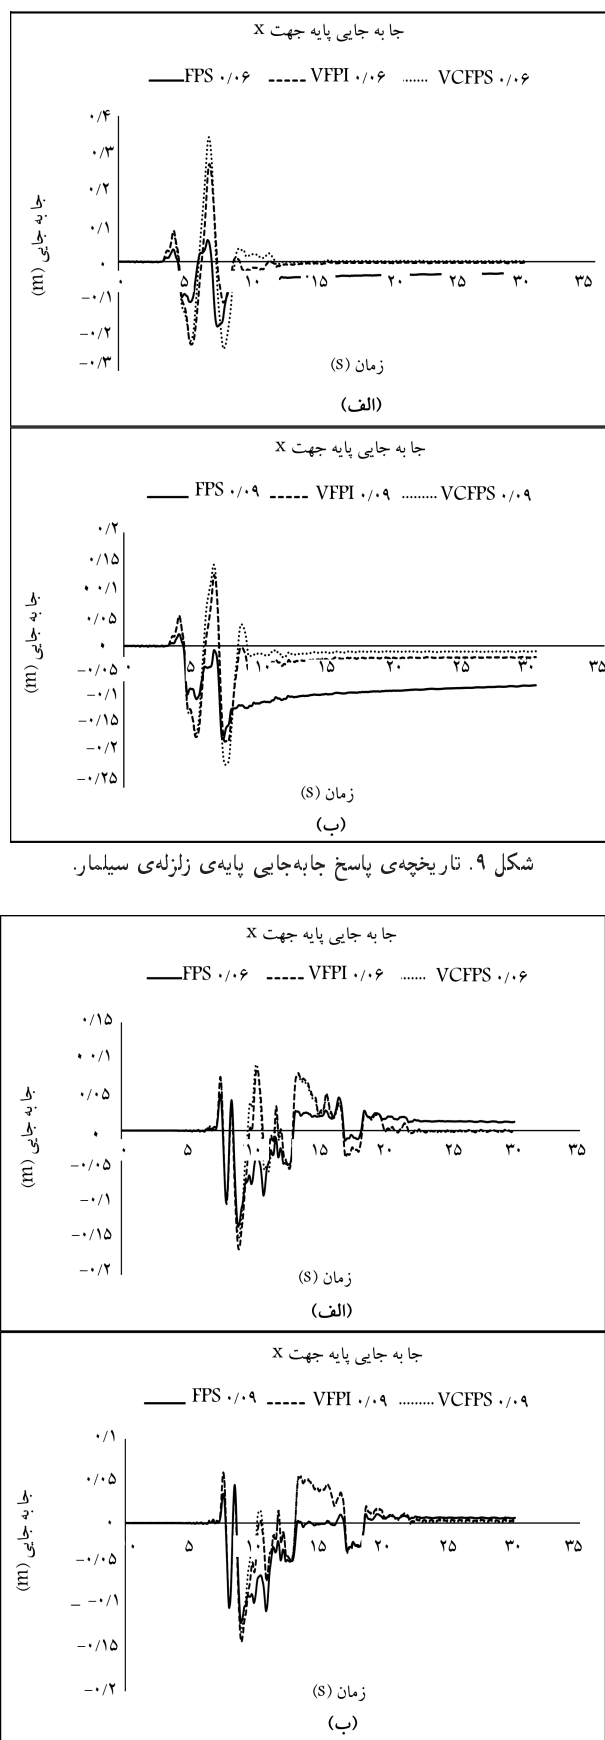 جا به جایی پایه جهت x
FPS ۰/۰۶ VFPI ۰/۰۶ VCFPS ۰/۰۶
۰/۴
۰/۳
۰/۲
۰/۱
۰
-۰/۱
-۰/۲
-۰/۳
جا به جایی (m)
۵ ۱۰ ۱۵ ۲۰ ۲۵ ۳۰ ۳۵
زمان (s)
(الف)
جا به جایی پایه جهت x
FPS ۰/۰۹ VFPI ۰/۰۹ VCFPS ۰/۰۹
۰/۲
۰/۱۵
۰ ۰/۱
۰/۰۵
۰
-۰/۰۵
-۰/۱
-۰/۱۵
-۰/۲
-۰/۲۵
جا به جایی (m)
۵ ۱۰ ۱۵ ۲۰ ۲۵ ۳۰ ۳۵
زمان (s)
(ب)
شکل ۹. تاریخچه‌ی پاسخ جابه‌جایی پایه‌ی زلزله‌ی سیلمار.
جا به جایی پایه جهت x
FPS ۰/۰۶ VFPI ۰/۰۶ VCFPS ۰/۰۶
۰/۱۵
۰ ۰/۱
۰/۰۵
۰
-۰/۰۵
-۰/۱
-۰/۱۵
-۰/۲
جا به جایی (m)
۵ ۱۰ ۱۵ ۲۰ ۲۵ ۳۰ ۳۵
زمان (s)
(الف)
جا به جایی پایه جهت x
FPS ۰/۰۹ VFPI ۰/۰۹ VCFPS ۰/۰۹
۰/۱
۰/۰۵
۰
-۰/۰۵
- -۰/۱
-۰/۱۵
-۰/۲
جا به جایی (m)
۰ ۵ ۱۰ ۱۵ ۲۰ ۲۵ ۳۰ ۳۵
زمان (s)
(ب)